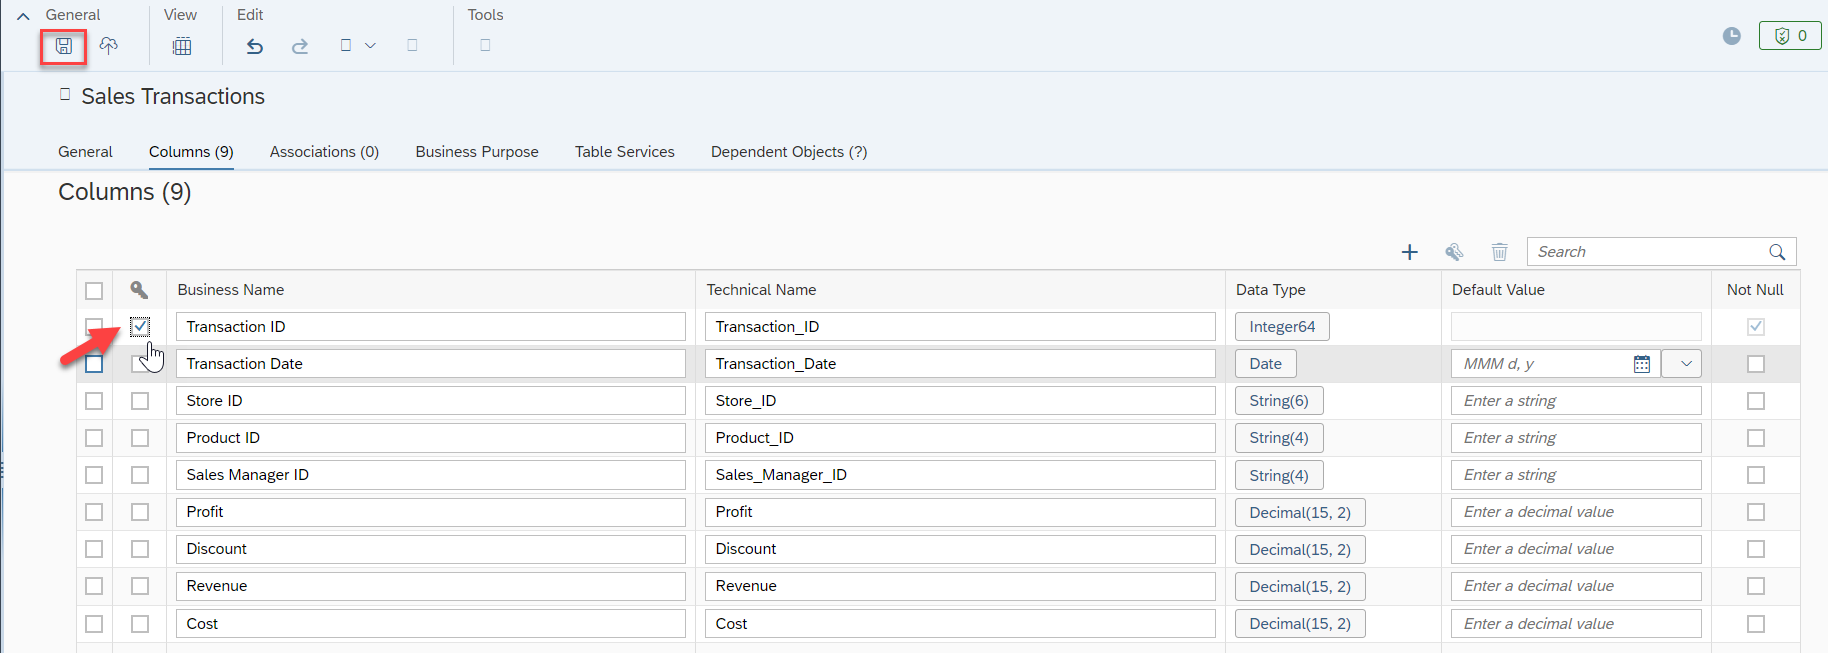 General View Edit Tools
0
Sales Transactions
General Columns (9) Associations (0) Business Purpose Table Services Dependent Objects (?)
Columns (9)
Search
Business Name Technical Name Data Type Default Value Not Null
Transaction ID Transaction_ID Integer64
Transaction Date Transaction_Date Date MMM d, y
Store ID Store_ID String(6) Enter a string
Product ID Product_ID String(4) Enter a string
Sales Manager ID Sales_Manager_ID String(4) Enter a string
Profit Profit Decimal(15, 2) Enter a decimal value
Discount Discount Decimal(15, 2) Enter a decimal value
Revenue Revenue Decimal(15, 2) Enter a decimal value
Cost Cost Decimal(15, 2) Enter a decimal value